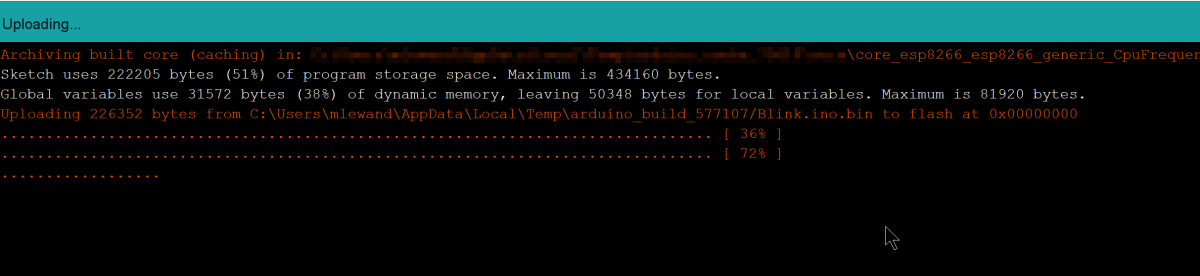 Uploading...
Archiving built core (caching) in: \core_esp8266_esp8266_generic_CpuFrequen
Sketch uses 222205 bytes (51%) of program storage space. Maximum is 434160 bytes.
Global variables use 31572 bytes (38%) of dynamic memory, leaving 50348 bytes for local variables. Maximum is 81920 bytes.
Uploading 226352 bytes from C:\Users\mlewand\AppData\Local\Temp\arduino_build_577107/Blink.ino.bin to flash at 0x00000000
................................................................................ [ 36% ]
................................................................................ [ 72% ]
..................